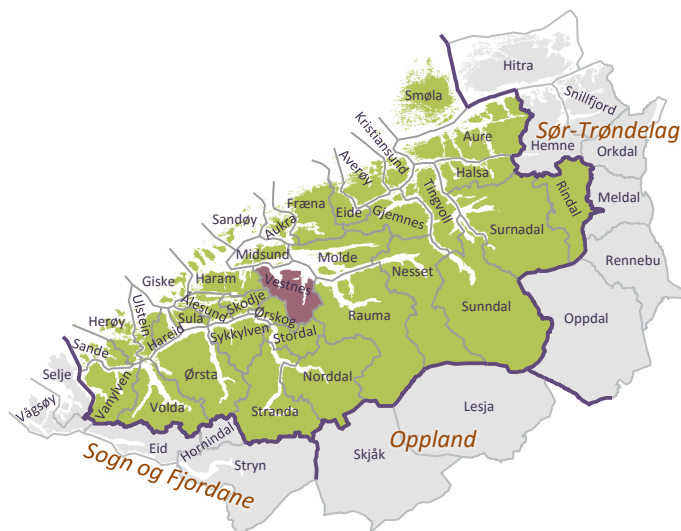 Hitra
Smøla
Snillfjord
Kristiansund
Aure
Sør-Trøndelag
Hemne
Orkdal
Averøy
Halsa
Rindal
Meldal
Tingvoll
Fræna
Eide
Gjemnes
Sandøy
Aukra
Surnadal
Midsund
Molde
Rennebu
Giske
Haram
Vestnes
Nesset
Ulstein
Ålesund
Skodje
Sunndal
Oppdal
Herøy
Sula
Ørskog
Rauma
Hareid
Sykkylven
Stordal
Sande
Selje
Vanylven
Ørsta
Norddal
Vågsøy
Volda
Stranda
Lesja
Eid
Hornindal
Oppland
Skjåk
Stryn
Sogn og Fjordane